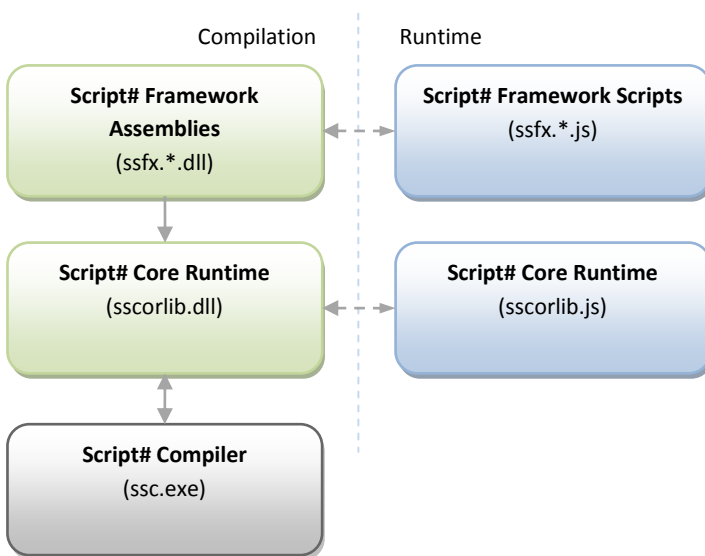 Compilation
Runtime
Script# Framework
Assemblies
(ssfx.*.dll)
Script# Framework Scripts
(ssfx.*.js)
Script# Core Runtime
(sscorlib.dll)
Script# Core Runtime
(sscorlib.js)
Script# Compiler
(ssc.exe)